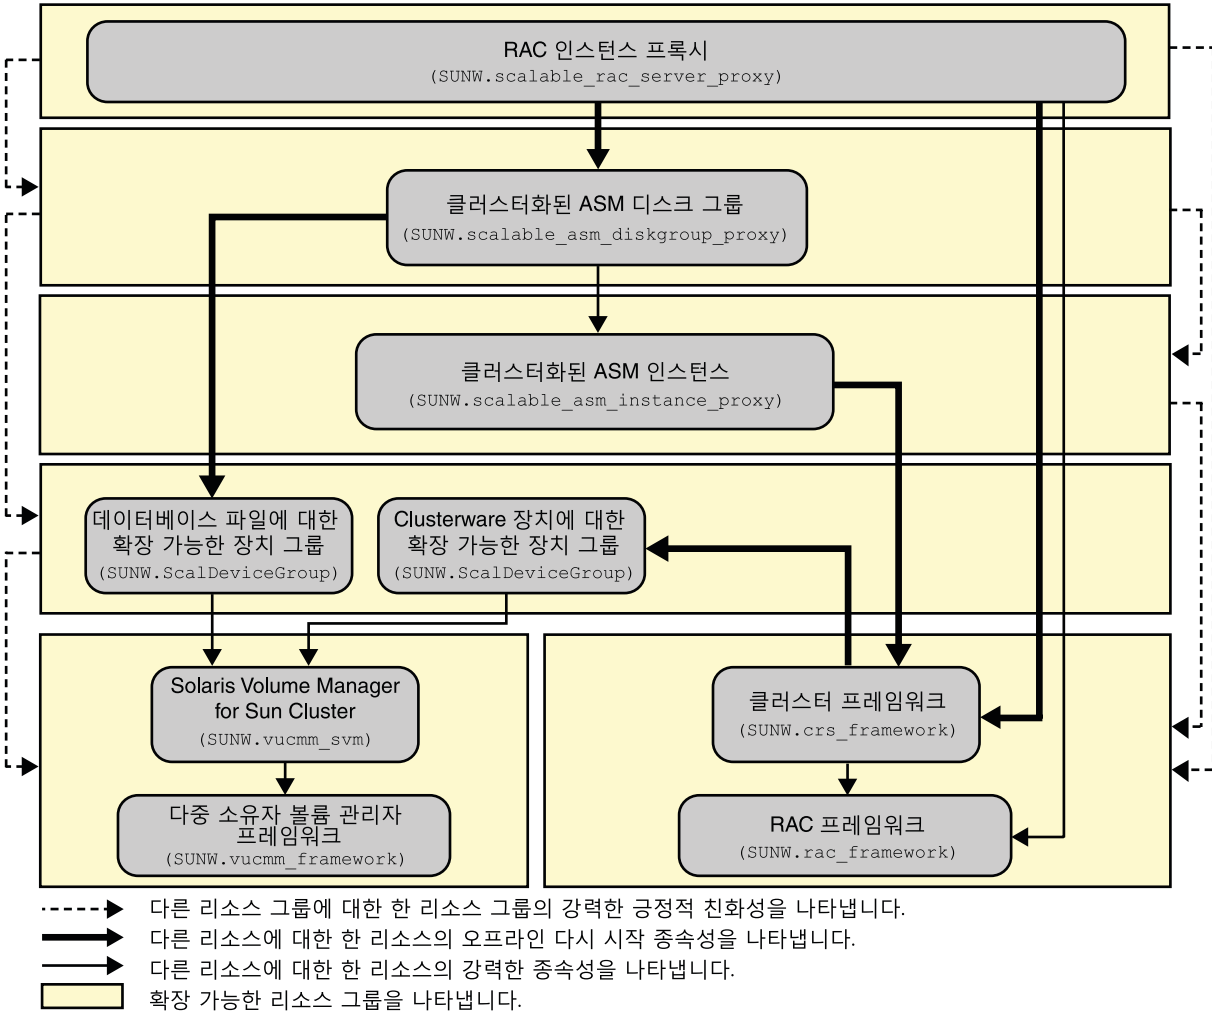 RAC 인스턴스 프록시
(SUNW.scalable_rac_server_proxy)
클러스터화된 ASM 디스크 그룹
(SUNW.scalable_asm_diskgroup_proxy)
클러스터화된 ASM 인스턴스
(SUNW.scalable_asm_instance_proxy)
데이터베이스 파일에 대한
확장 가능한 장치 그룹
(SUNW.ScalDeviceGroup)
Clusterware 장치에 대한
확장 가능한 장치 그룹
(SUNW.ScalDeviceGroup)
Solaris Volume Manager
for Sun Cluster
(SUNW.vucmm_svm)
클러스터 프레임워크
(SUNW.crs_framework)
다중 소유자 볼륨 관리자
프레임워크
(SUNW.vucmm_framework)
RAC 프레임워크
(SUNW.rac_framework)
다른 리소스 그룹에 대한 한 리소스 그룹의 강력한 긍정적 친화성을 나타냅니다.
다른 리소스에 대한 한 리소스의 오프라인 다시 시작 종속성을 나타냅니다.
다른 리소스에 대한 한 리소스의 강력한 종속성을 나타냅니다.
확장 가능한 리소스 그룹을 나타냅니다.